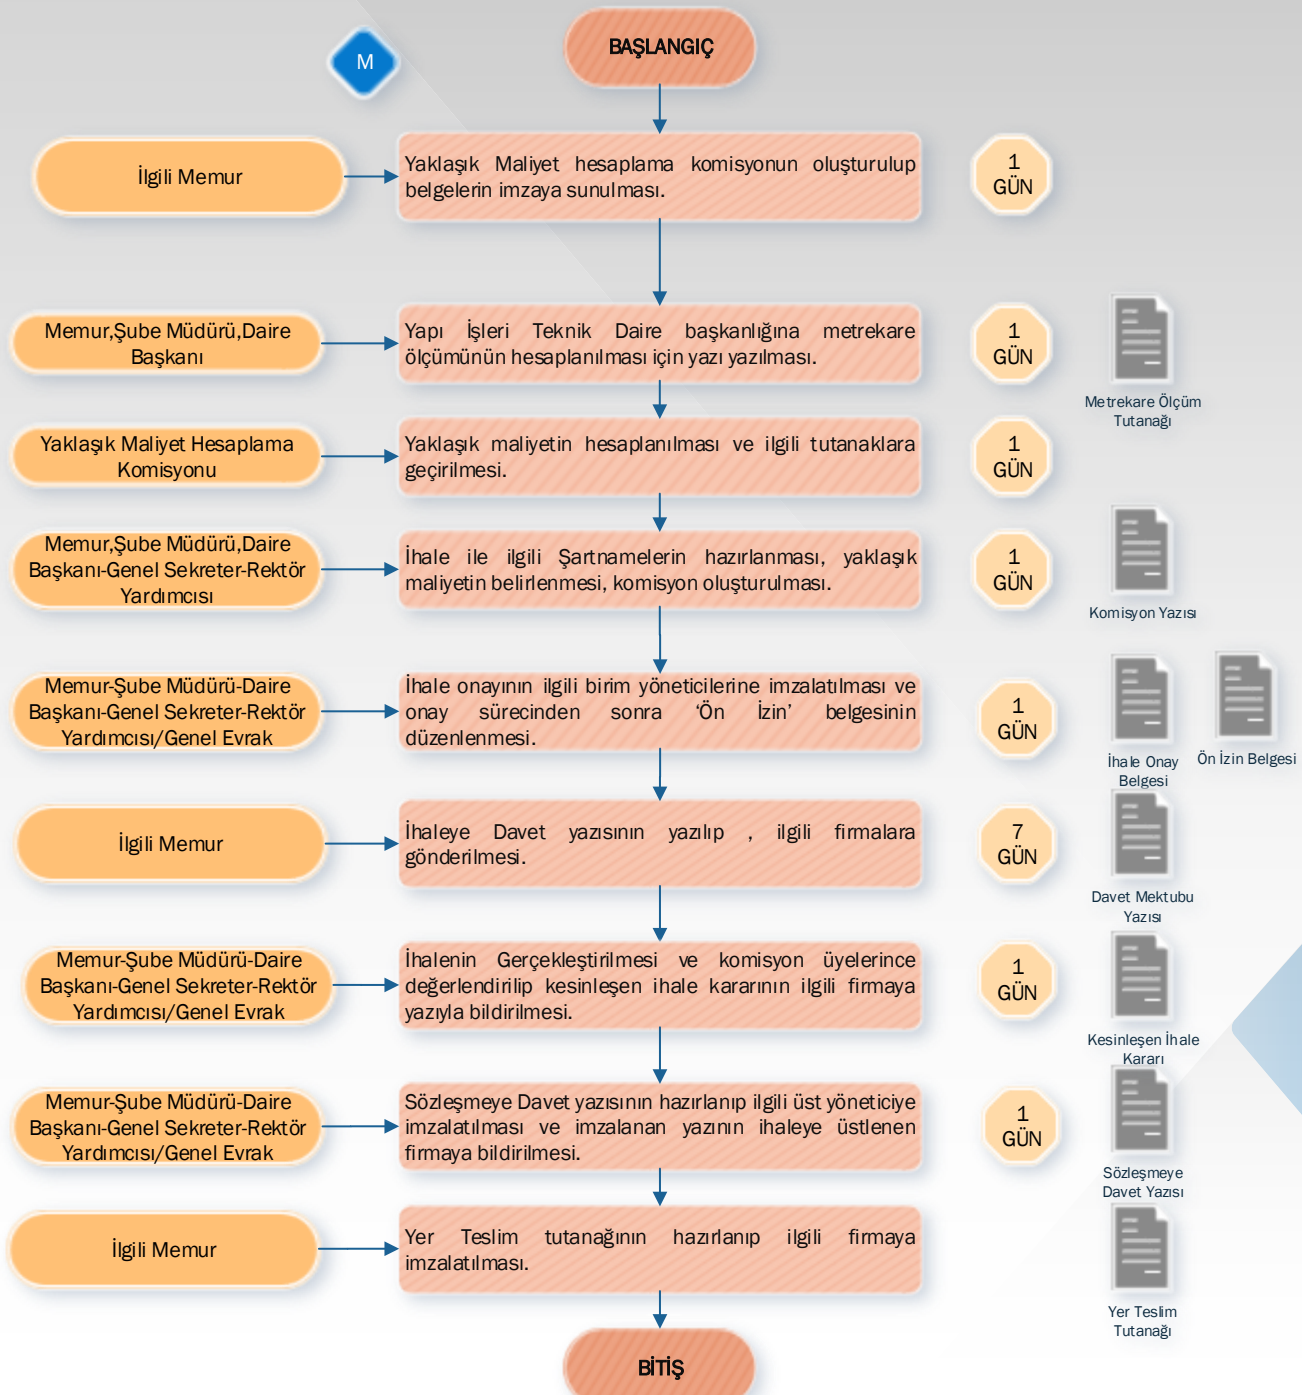 M
BAŞLANGIÇ
İlgili Memur
Yaklaşık Maliyet hesaplama komisyonun oluşturulup
belgelerin imzaya sunulması.
1
GÜN
Memur,Şube Müdürü,Daire
Başkanı
Yapı İşleri Teknik Daire başkanlığına metrekare
ölçümünün hesaplanılması için yazı yazılması.
1
GÜN
Metrekare Ölçüm
Tutanağı
Yaklaşık Maliyet Hesaplama
Komisyonu
Yaklaşık maliyetin hesaplanılması ve ilgili tutanaklara
geçirilmesi.
1
GÜN
Memur,Şube Müdürü,Daire
Başkanı-Genel Sekreter-Rektör
Yardımcısı
İhale ile ilgili Şartnamelerin hazırlanması, yaklaşık
maliyetin belirlenmesi, komisyon oluşturulması.
1
GÜN
Komisyon Yazısı
Memur-Şube Müdürü-Daire
Başkanı-Genel Sekreter-Rektör
Yardımcısı/Genel Evrak
İhale onayının ilgili birim yöneticilerine imzalatılması ve
onay sürecinden sonra ‘Ön İzin’ belgesinin
düzenlenmesi.
1
GÜN
İhale Onay
Belgesi
Ön İzin Belgesi
İlgili Memur
İhaleye Davet yazısının yazılıp , ilgili firmalara
gönderilmesi.
7
GÜN
Davet Mektubu
Yazısı
Memur-Şube Müdürü-Daire
Başkanı-Genel Sekreter-Rektör
Yardımcısı/Genel Evrak
İhalenin Gerçekleştirilmesi ve komisyon üyelerince
değerlendirilip kesinleşen ihale kararının ilgili firmaya
yazıyla bildirilmesi.
1
GÜN
Kesinleşen İhale
Kararı
Memur-Şube Müdürü-Daire
Başkanı-Genel Sekreter-Rektör
Yardımcısı/Genel Evrak
Sözleşmeye Davet yazısının hazırlanıp ilgili üst yöneticiye
imzalatılması ve imzalanan yazının ihaleye üstlenen
firmaya bildirilmesi.
1
GÜN
Sözleşmeye
Davet Yazısı
İlgili Memur
Yer Teslim tutanağının hazırlanıp ilgili firmaya
imzalatılması.
Yer Teslim
Tutanağı
BİTİŞ